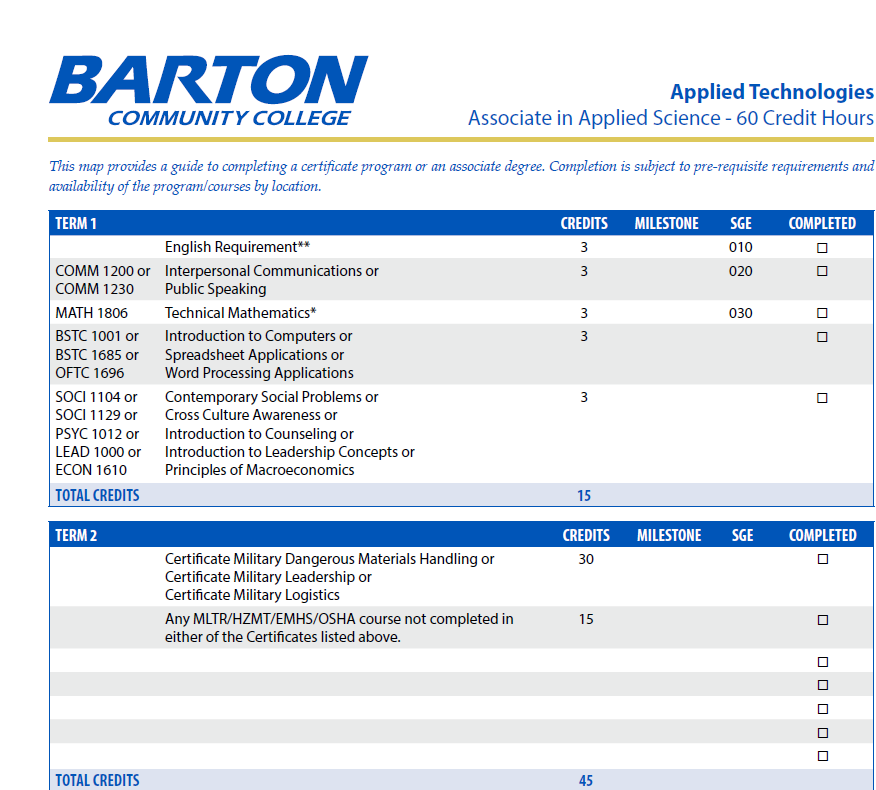 BARTON
COMMUNITY COLLEGE
Applied Technologies
Associate in Applied Science - 60 Credit Hours
This map provides a guide to completing a certificate program or an associate degree. Completion is subject to pre-requisite requirements and
availability of the program/courses by location.
TERM 1 CREDITS MILESTONE SGE COMPLETED
English Requirement** 3 010 ☐
COMM 1200 or Interpersonal Communications or 3 020 ☐
COMM 1230 Public Speaking
MATH 1806 Technical Mathematics* 3 030 ☐
BSTC 1001 or Introduction to Computers or 3 ☐
BSTC 1685 or Spreadsheet Applications or
OFTC 1696 Word Processing Applications
SOCI 1104 or Contemporary Social Problems or 3 ☐
SOCI 1129 or Cross Culture Awareness or
PSYC 1012 or Introduction to Counseling or
LEAD 1000 or Introduction to Leadership Concepts or
ECON 1610 Principles of Macroeconomics
TOTAL CREDITS 15
TERM 2 CREDITS MILESTONE SGE COMPLETED
Certificate Military Dangerous Materials Handling or 30 ☐
Certificate Military Leadership or
Certificate Military Logistics
Any MLTR/HZMT/EMHS/OSHA course not completed in 15 ☐
either of the Certificates listed above.
☐
☐
☐
☐
☐
TOTAL CREDITS 45